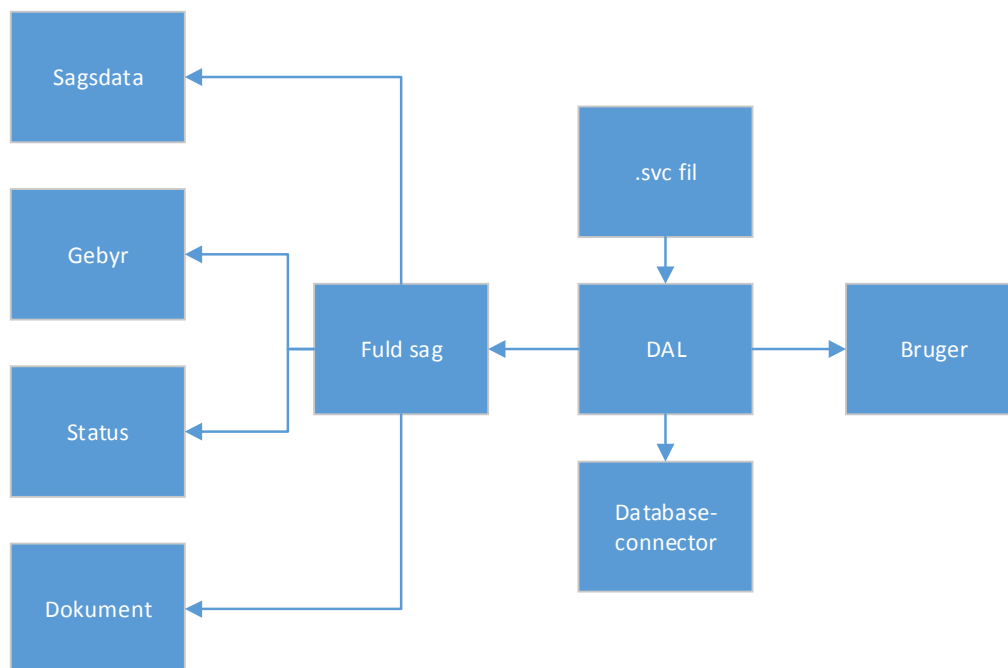 Sagsdata
.svc fil
Gebyr
Fuld sag
DAL
Bruger
Status
Database-
connector
Dokument